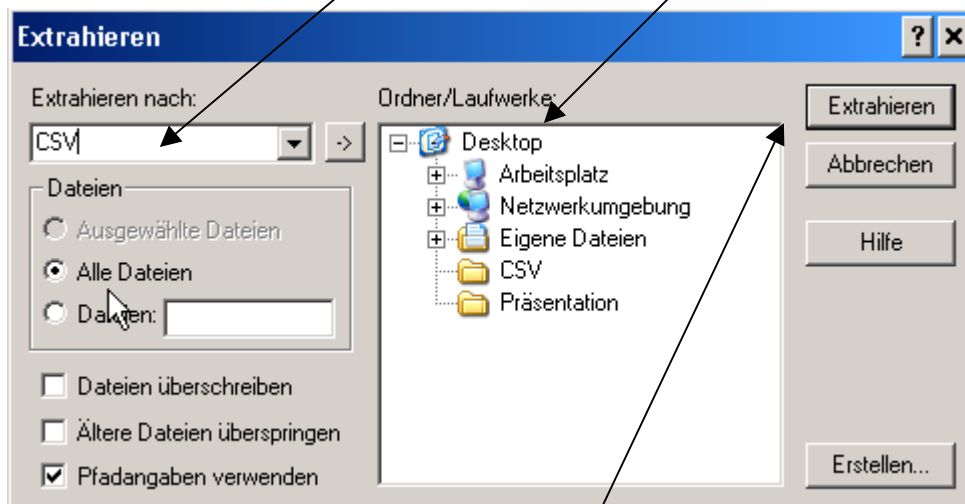 Extrahieren
Extrahieren nach:
CSV
->
Dateien
Ausgewählte Dateien
Alle Dateien
Dateien:
Dateien überschreiben
Ältere Dateien überspringen
Pfadangaben verwenden
Ordner/Laufwerke:
Desktop
Arbeitsplatz
Netzwerkumgebung
Eigene Dateien
CSV
Präsentation
Extrahieren
Abbrechen
Hilfe
Erstellen...